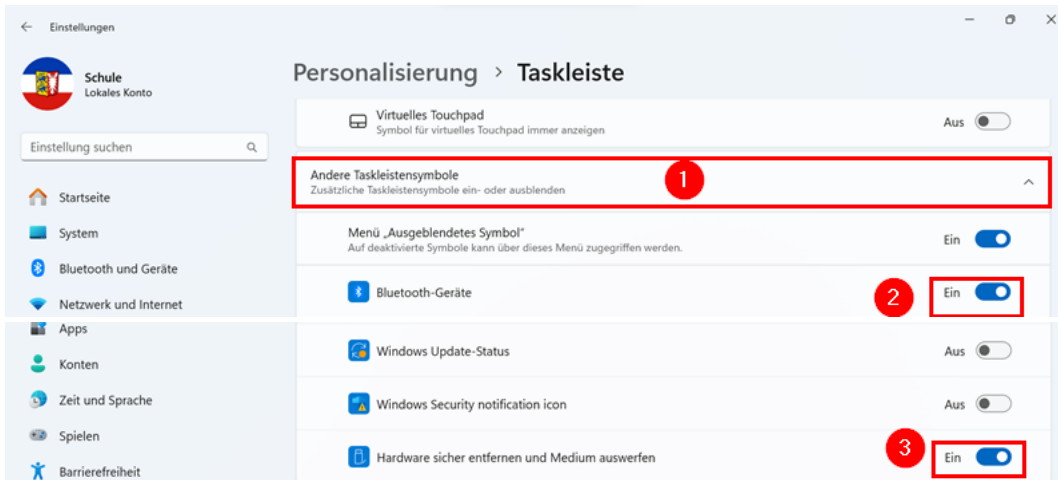 Einstellungen
Schule
Lokales Konto
Einstellung suchen
Startseite
System
Bluetooth und Geräte
Netzwerk und Internet
Apps
Konten
Zeit und Sprache
Spielen
Barrierefreiheit
Personalisierung > Taskleiste
Virtuelles Touchpad
Symbol für virtuelles Touchpad immer anzeigen
Aus
Andere Taskleistensymbole
Zusätzliche Taskleistensymbole ein- oder ausblenden
1
Menü „Ausgeblendetes Symbol“
Auf deaktivierte Symbole kann über dieses Menü zugegriffen werden.
Ein
Bluetooth-Geräte
2
Ein
Windows Update-Status
Aus
Windows Security notification icon
Aus
Hardware sicher entfernen und Medium auswerfen
3
Ein